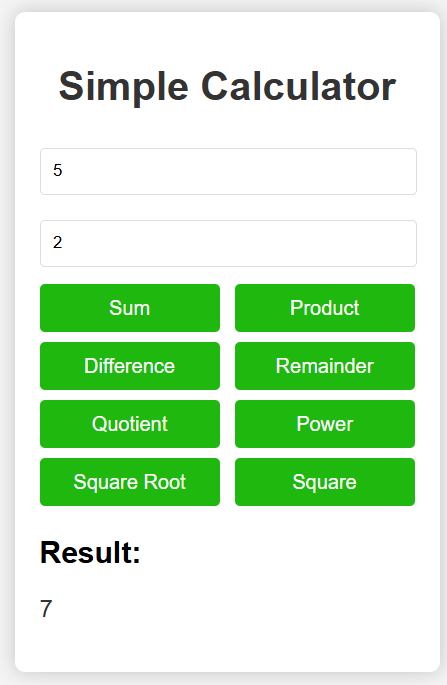 Simple Calculator
5
2
Sum Product
Difference Remainder
Quotient Power
Square Root Square
Result:
7